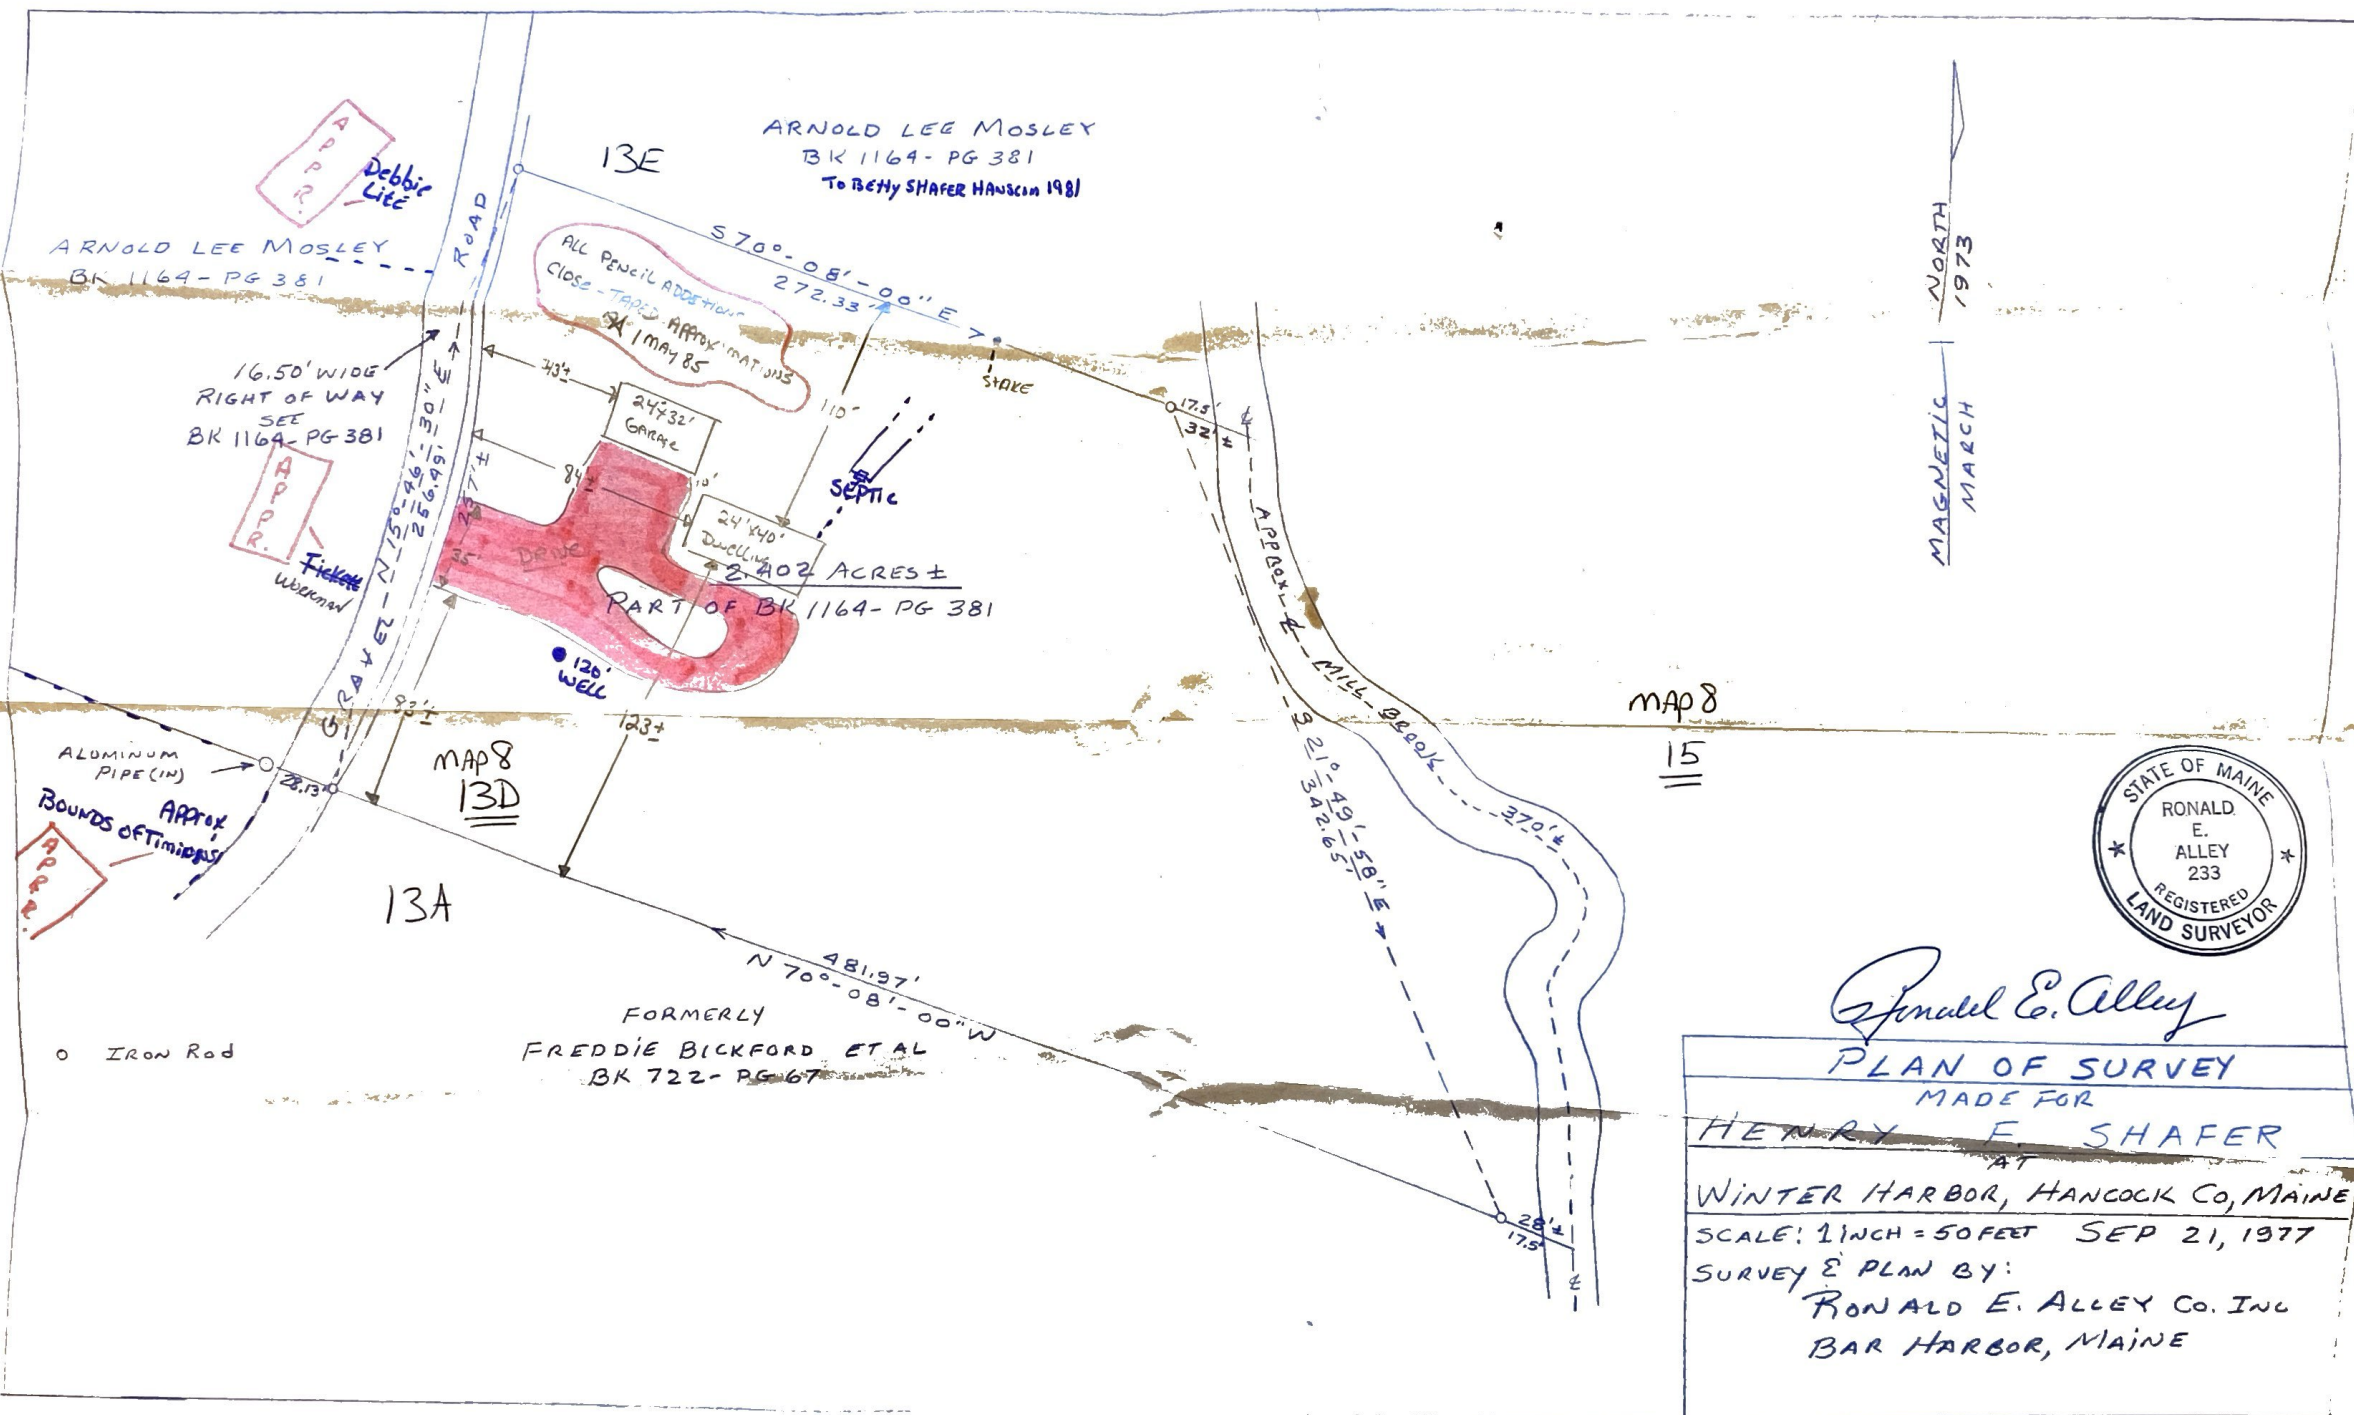 ARNOLD LEE MOSLEY
BK 1164- PG 381
TO BETTY SHAFER HANSCOM 1981
13E
APPR.
Debbie
Lite
ARNOLD LEE MOSLEY
BK 1164- PG 381
ROAD
S 70°-08'-00" E
272.33'
ALL PENCIL ADDITIONS
CLOSE-TAPED APPROXIMATIONS
1 MAY 85
STAKE
16.50' WIDE
RIGHT OF WAY
SEE
BK 1164- PG 381
43'±
24'x32'
GARAGE
110'
84'±
10'
SEPTIC
24'x40'
DWELLING
DRIVE
35'
257'±
N 15°-46'-30" E
256.49'
GRAVEL
2.402 ACRES ±
PART OF BK 1164- PG 381
APPR.
Fickett
WORKMAN
120'
WELL
83'±
123±
17.5'
32'±
℄
APPROX. ℄ MILL BROOK
370'±
S 21°-49'-58" E
342.65'
NORTH
1973
MAGNETIC
MARCH
MAP 8
15
MAP 8
13D
ALUMINUM
PIPE (IN)
28.13'
APPROX
BOUNDS OF Timinons
APPR.
13A
481.97'
N 70°-08'-00" W
FORMERLY
FREDDIE BICKFORD ET AL
BK 722- PG 67
o IRON Rod
28'±
17.5'
℄
STATE OF MAINE
RONALD
E.
ALLEY
233
REGISTERED
LAND SURVEYOR
Ronald E. Alley
PLAN OF SURVEY
MADE FOR
HENRY F. SHAFER
AT
WINTER HARBOR, HANCOCK CO, MAINE
SCALE: 1 INCH = 50 FEET SEP 21, 1977
SURVEY & PLAN BY:
RONALD E. ALLEY CO. INC
BAR HARBOR, MAINE